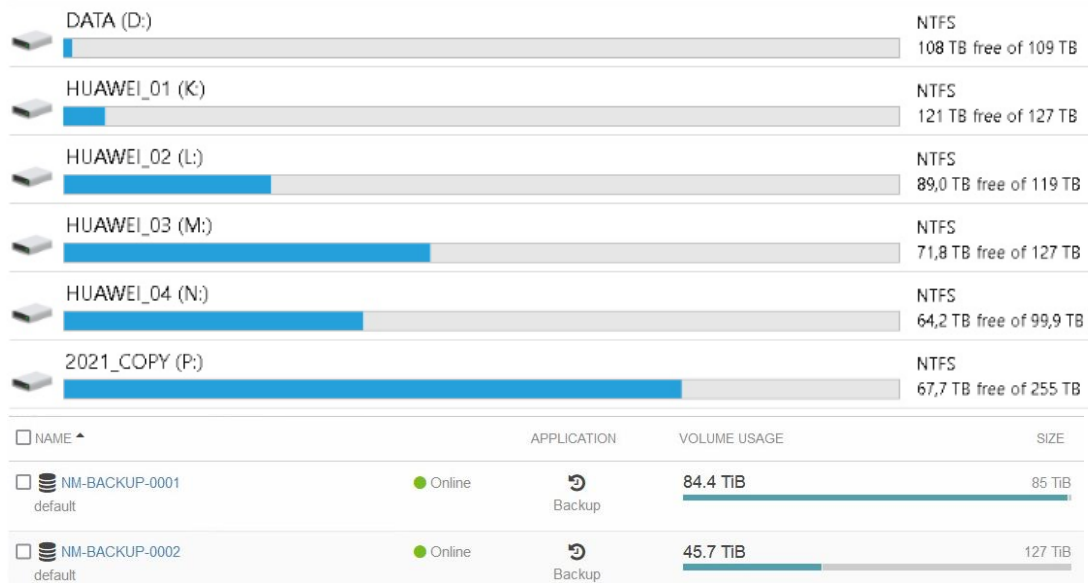 DATA (D:)
NTFS
108 TB free of 109 TB
HUAWEI_01 (K:)
NTFS
121 TB free of 127 TB
HUAWEI_02 (L:)
NTFS
89,0 TB free of 119 TB
HUAWEI_03 (M:)
NTFS
71,8 TB free of 127 TB
HUAWEI_04 (N:)
NTFS
64,2 TB free of 99,9 TB
2021_COPY (P:)
NTFS
67,7 TB free of 255 TB
NAME APPLICATION VOLUME USAGE SIZE
NM-BACKUP-0001 Online 84.4 TiB 85 TiB
default Backup
NM-BACKUP-0002 Online 45.7 TiB 127 TiB
default Backup